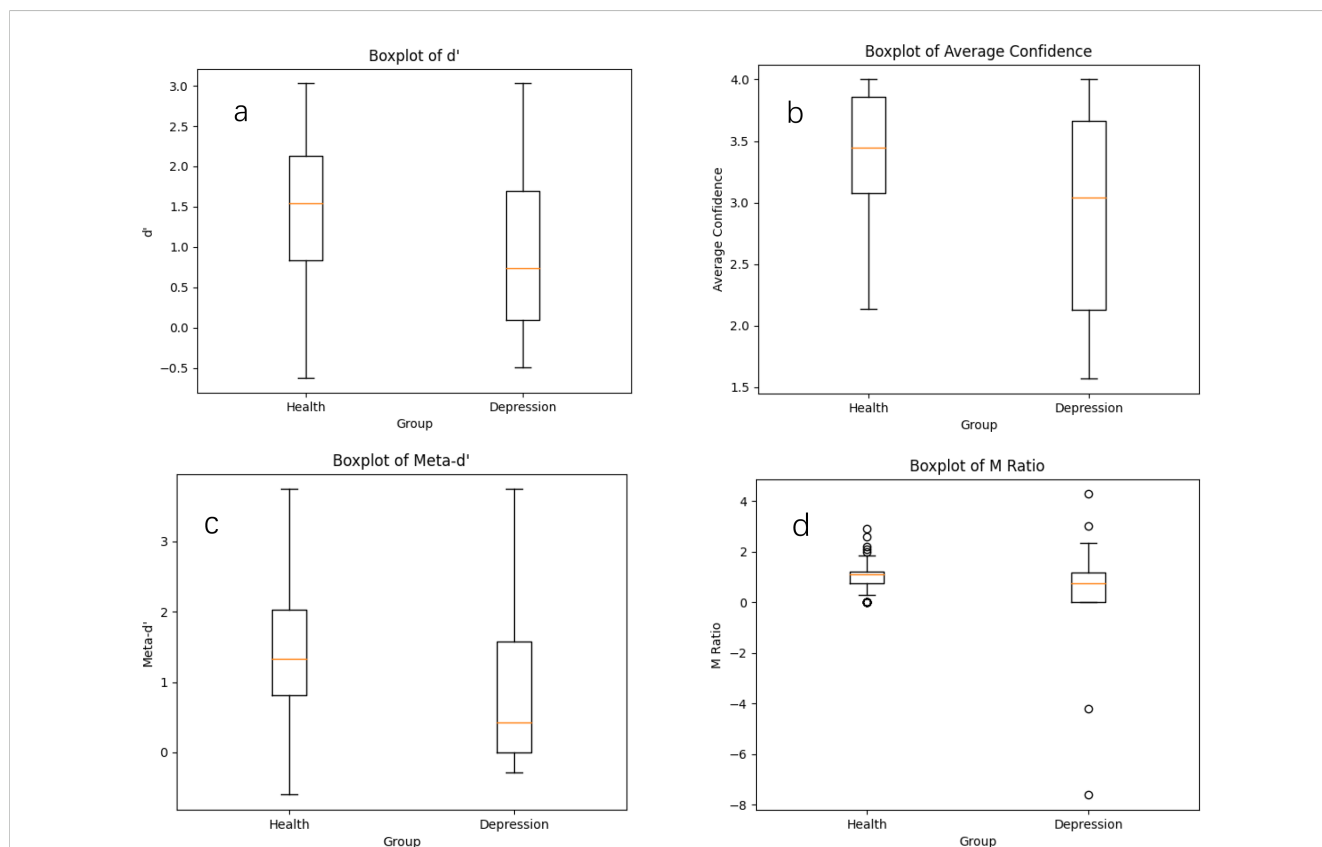 Boxplot of d'
a
3.0
2.5
2.0
1.5
1.0
0.5
0.0
−0.5
d'
Health
Depression
Group
Boxplot of Average Confidence
b
4.0
3.5
3.0
2.5
2.0
1.5
Average Confidence
Health
Depression
Group
Boxplot of Meta-d'
c
3
2
1
0
Meta-d'
Health
Depression
Group
Boxplot of M Ratio
d
4
2
0
−2
−4
−6
−8
M Ratio
Health
Depression
Group